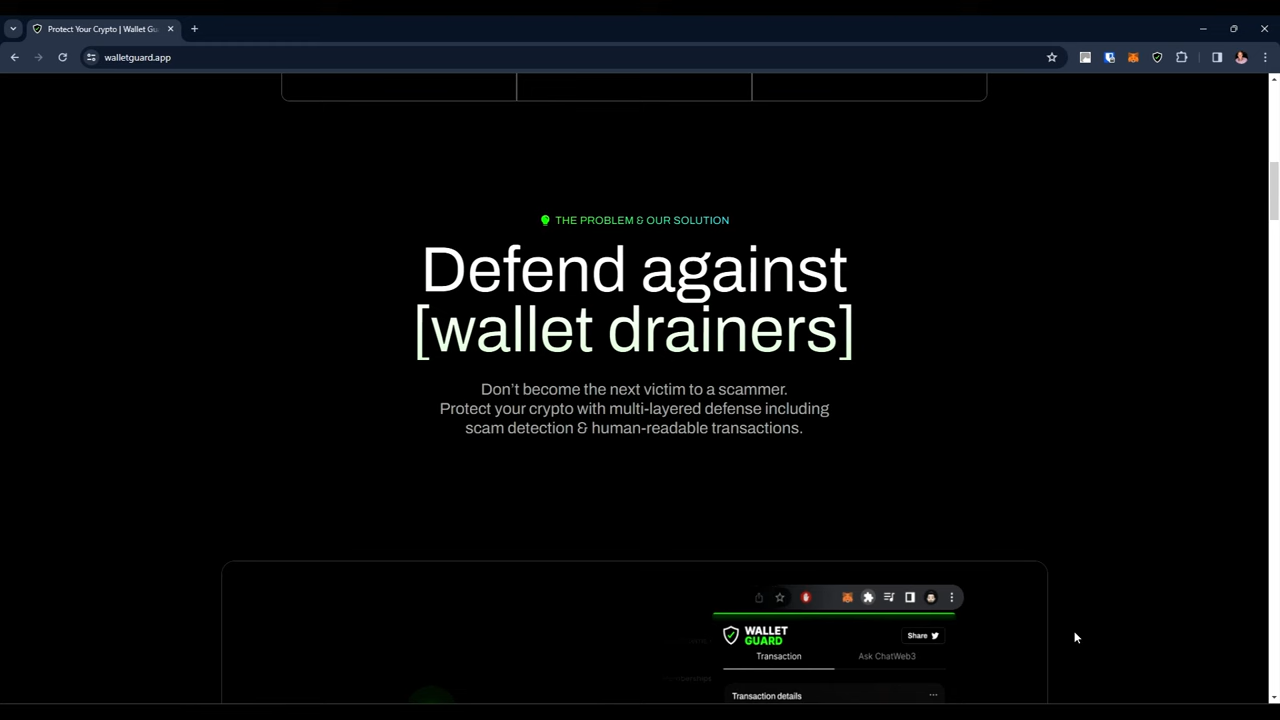 Protect Your Crypto | Wallet Gu
walletguard.app
THE PROBLEM & OUR SOLUTION
Defend against
[wallet drainers]
Don’t become the next victim to a scammer.
Protect your crypto with multi-layered defense including
scam detection & human-readable transactions.
WALLET
GUARD
Share
Transaction
Ask ChatWeb3
Transaction details